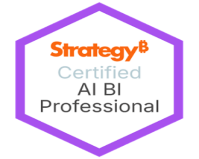 Strategy₿
Certified
AI BI
Professional